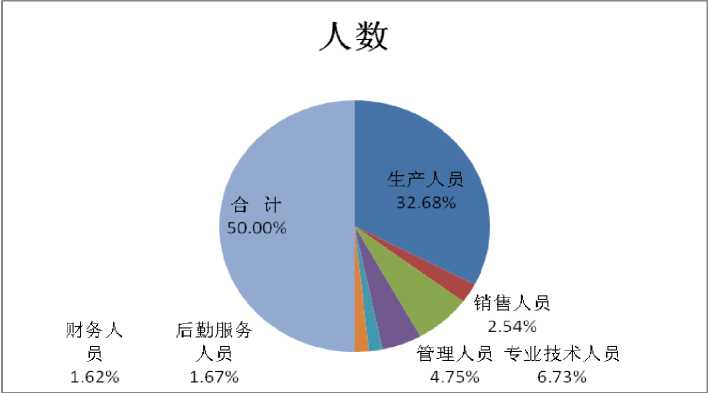 人数
生产人员
32.68%
合 计
50.00%
销售人员
2.54%
财务人
员
1.62%
后勤服务
人员
1.67%
管理人员
4.75%
专业技术人员
6.73%